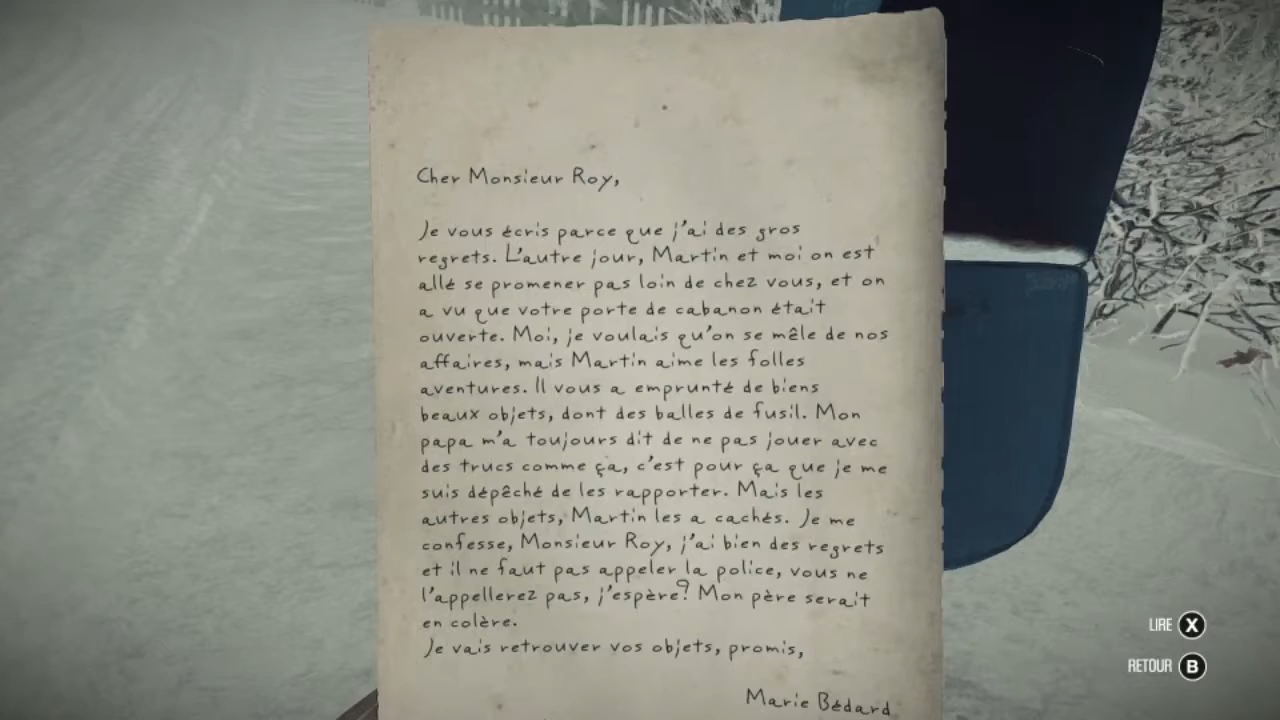 Cher Monsieur Roy,
Je vous écris parce que j'ai des gros
regrets. L'autre jour, Martin et moi on est
allé se promener pas loin de chez vous, et on
a vu que votre porte de cabanon était
ouverte. Moi, je voulais qu'on se mêle de nos
affaires, mais Martin aime les folles
aventures. Il vous a emprunté de biens
beaux objets, dont des balles de fusil. Mon
papa m'a toujours dit de ne pas jouer avec
des trucs comme ça, c'est pour ça que je me
suis dépêché de les rapporter. Mais les
autres objets, Martin les a cachés. Je me
confesse, Monsieur Roy, j'ai bien des regrets
et il ne faut pas appeler la police, vous ne
l'appellerez pas, j'espère? Mon père serait
en colère.
Je vais retrouver vos objets, promis,
Marie Bédard
LIRE X
RETOUR B